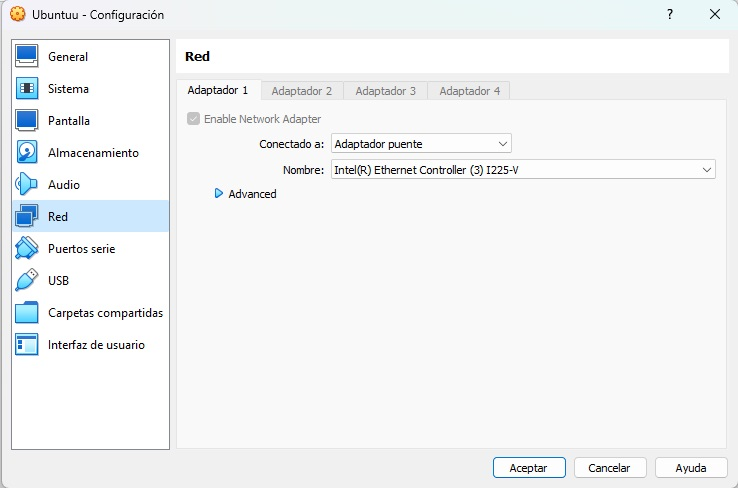 Ubuntuu - Configuración
?
General
Sistema
Pantalla
Almacenamiento
Audio
Red
Puertos serie
USB
Carpetas compartidas
Interfaz de usuario
Red
Adaptador 1 Adaptador 2 Adaptador 3 Adaptador 4
Enable Network Adapter
Conectado a: Adaptador puente
Nombre: Intel(R) Ethernet Controller (3) I225-V
Advanced
Aceptar Cancelar Ayuda